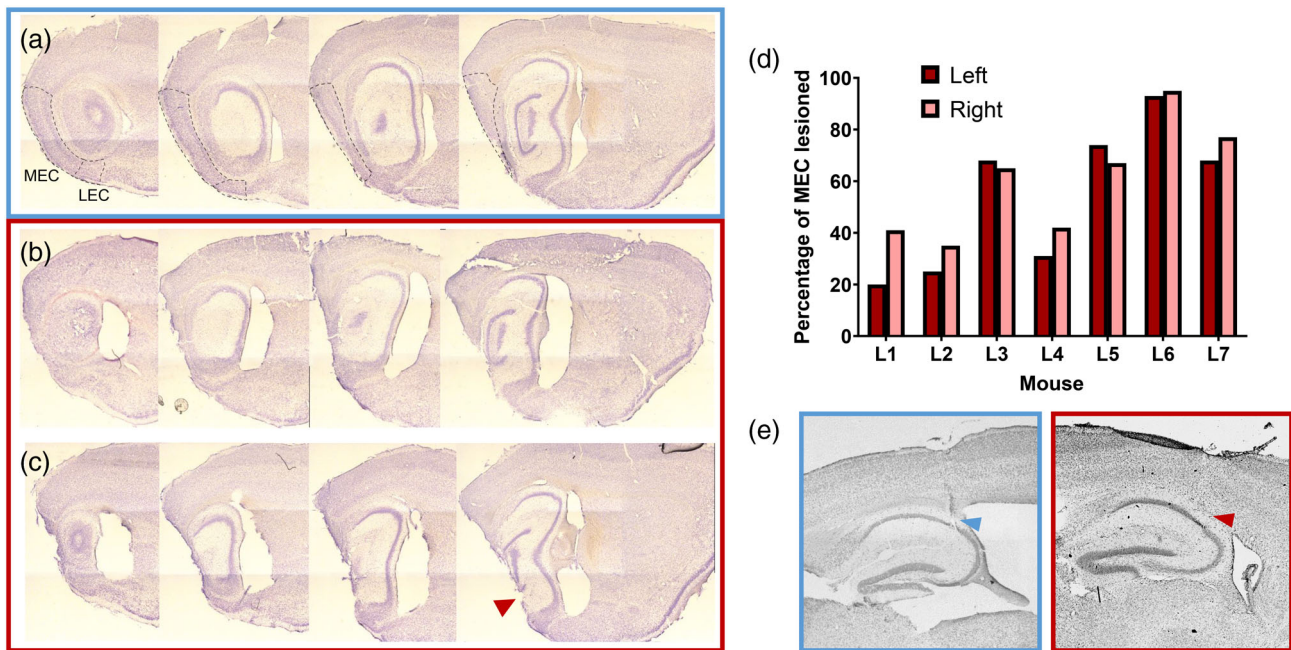 (a)
MEC
LEC
(b)
(c)
(d)
Left
Right
Percentage of MEC lesioned
100
80
60
40
20
0
L1 L2 L3 L4 L5 L6 L7
Mouse
(e)